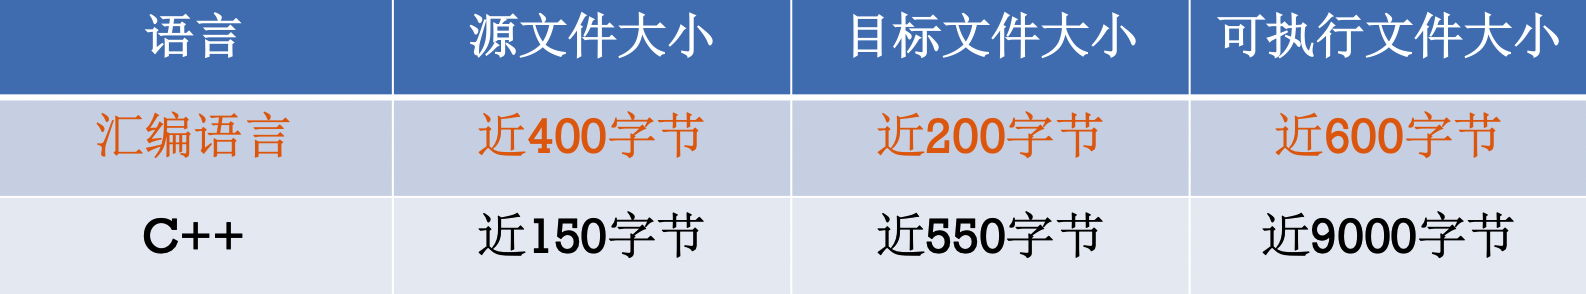 语言 源文件大小 目标文件大小 可执行文件大小
汇编语言 近400字节 近200字节 近600字节
C++ 近150字节 近550字节 近9000字节